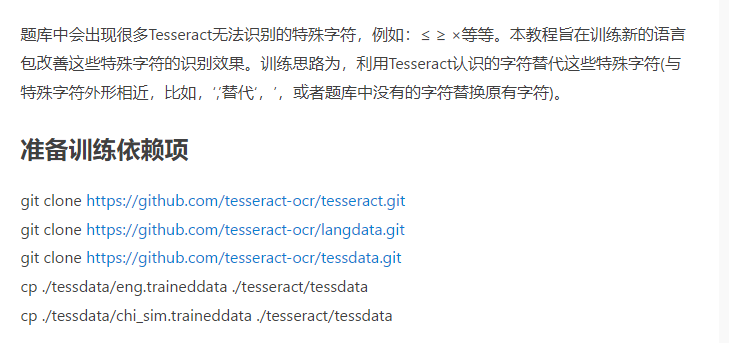 题库中会出现很多Tesseract无法识别的特殊字符，例如：≤ ≥ ×等等。本教程旨在训练新的语言
包改善这些特殊字符的识别效果。训练思路为，利用Tesseract认识的字符替代这些特殊字符(与
特殊字符外形相近，比如，‘,’替代‘，’，或者题库中没有的字符替换原有字符)。
准备训练依赖项
git clone https://github.com/tesseract-ocr/tesseract.git
git clone https://github.com/tesseract-ocr/langdata.git
git clone https://github.com/tesseract-ocr/tessdata.git
cp ./tessdata/eng.traineddata ./tesseract/tessdata
cp ./tessdata/chi_sim.traineddata ./tesseract/tessdata